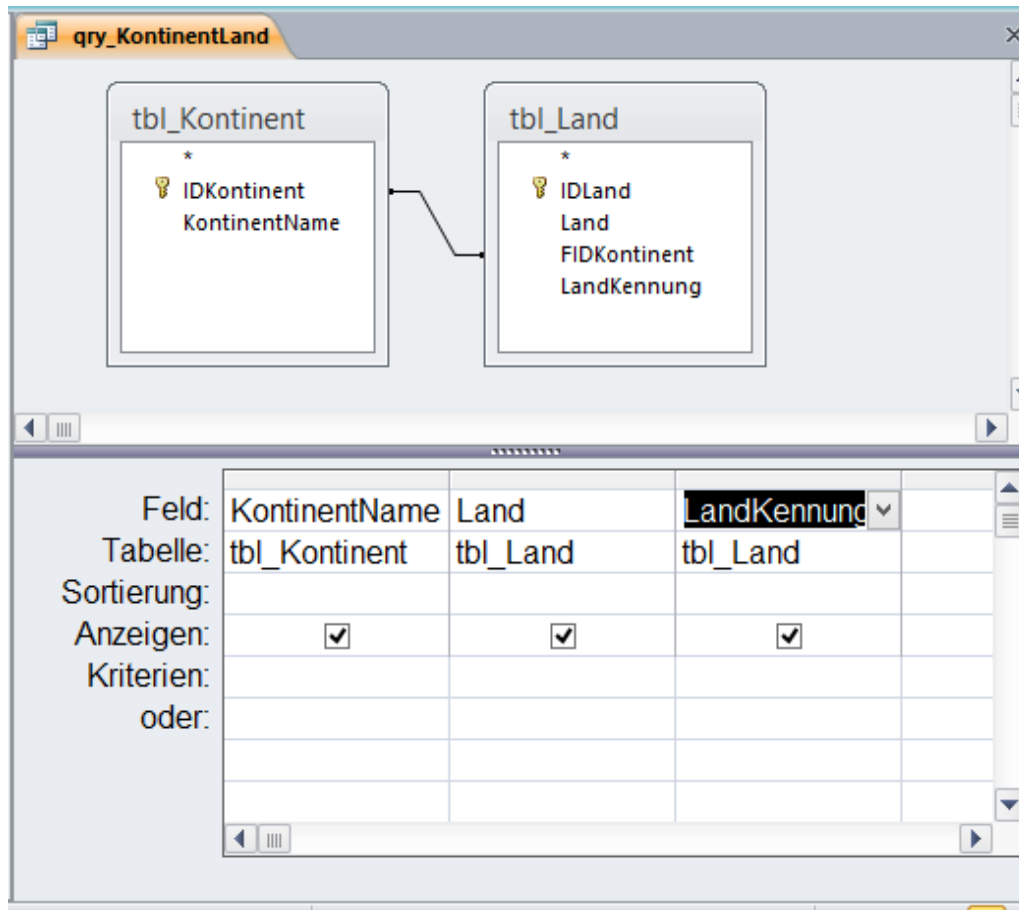 qry_KontinentLand
tbl_Kontinent
*
IDKontinent
KontinentName
tbl_Land
*
IDLand
Land
FIDKontinent
LandKennung
Feld: KontinentName Land LandKennung
Tabelle: tbl_Kontinent tbl_Land tbl_Land
Sortierung:
Anzeigen:
Kriterien:
oder: